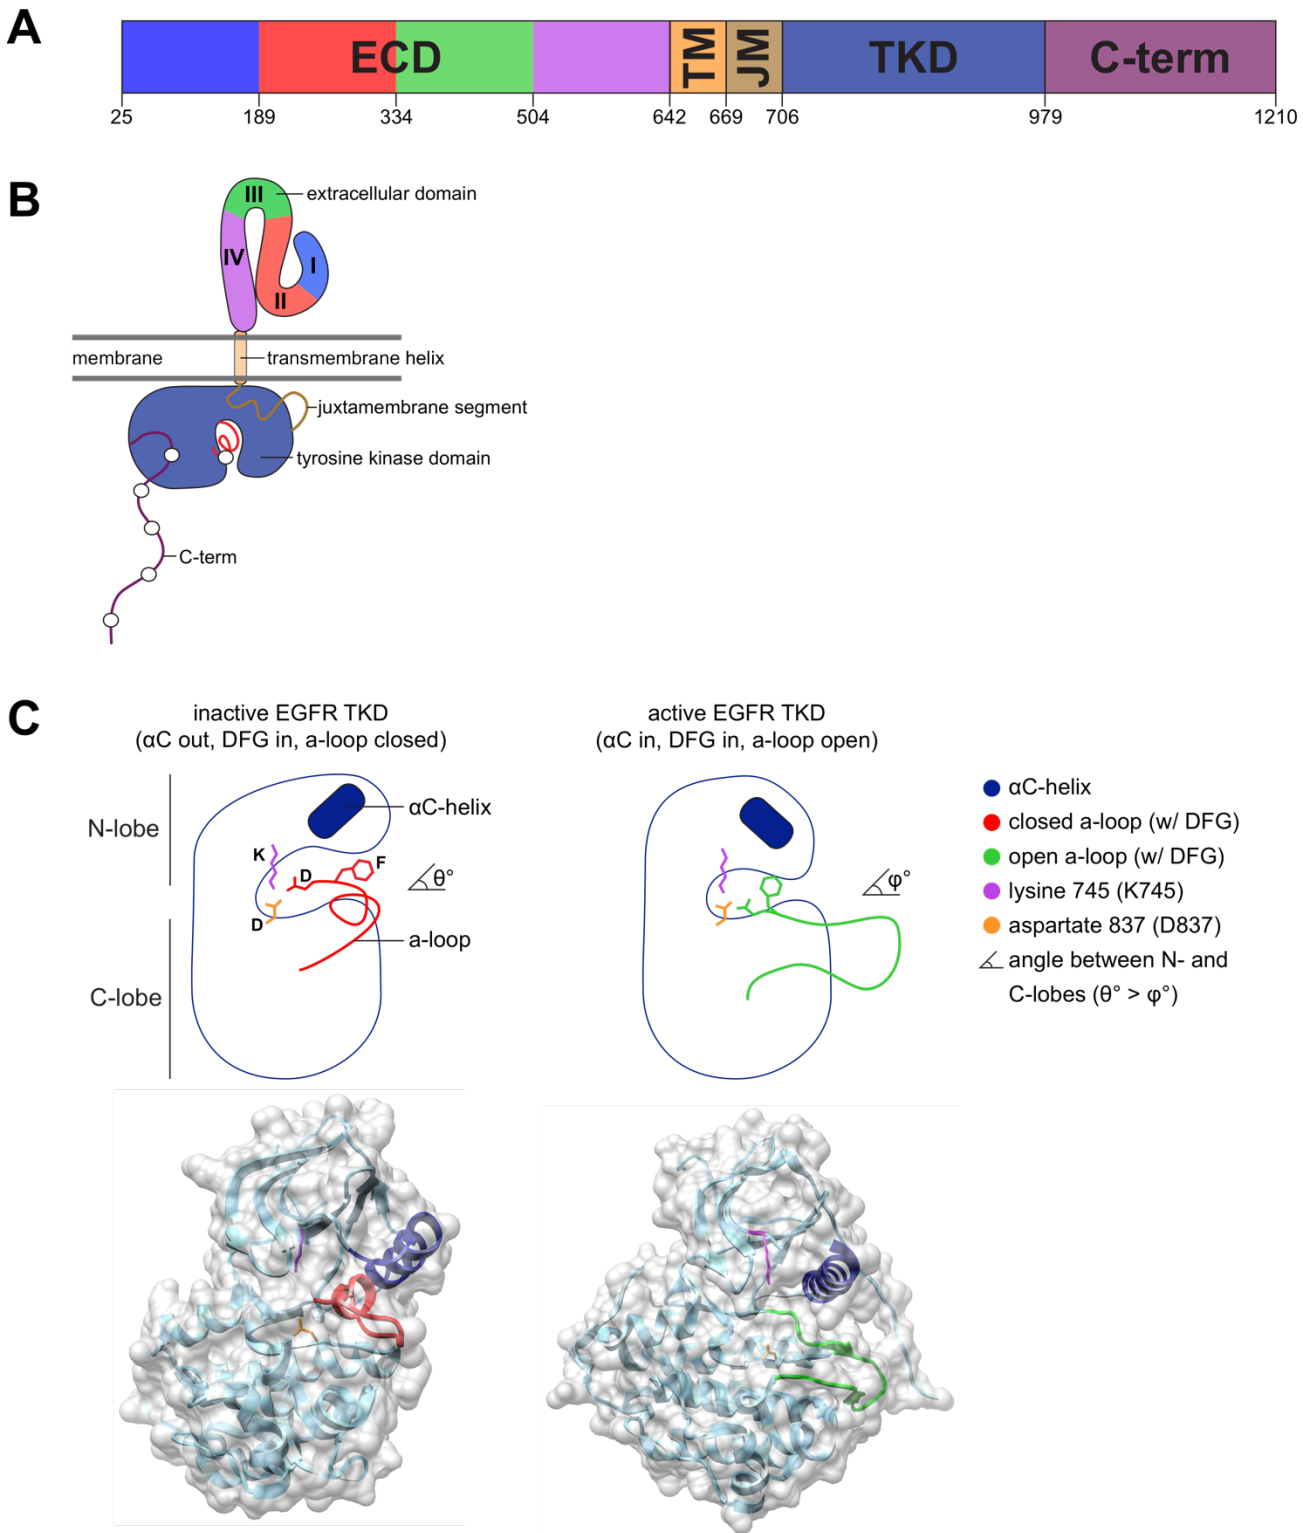 A
ECD
TM
JM
TKD
C-term
25
189
334
504
642
669
706
979
1210
B
III
extracellular domain
IV
I
II
membrane
transmembrane helix
juxtamembrane segment
tyrosine kinase domain
C-term
C
inactive EGFR TKD
(αC out, DFG in, a-loop closed)
active EGFR TKD
(αC in, DFG in, a-loop open)
N-lobe
αC-helix
K
D
F
θ°
D
a-loop
C-lobe
φ°
αC-helix
closed a-loop (w/ DFG)
open a-loop (w/ DFG)
lysine 745 (K745)
aspartate 837 (D837)
angle between N- and
C-lobes (θ° > φ°)